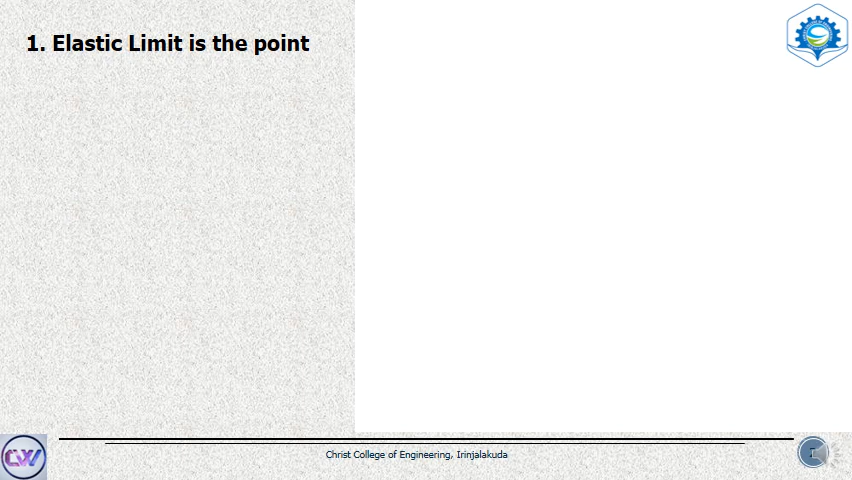 1. Elastic Limit is the point
Christ College of Engineering, Irinjalakuda